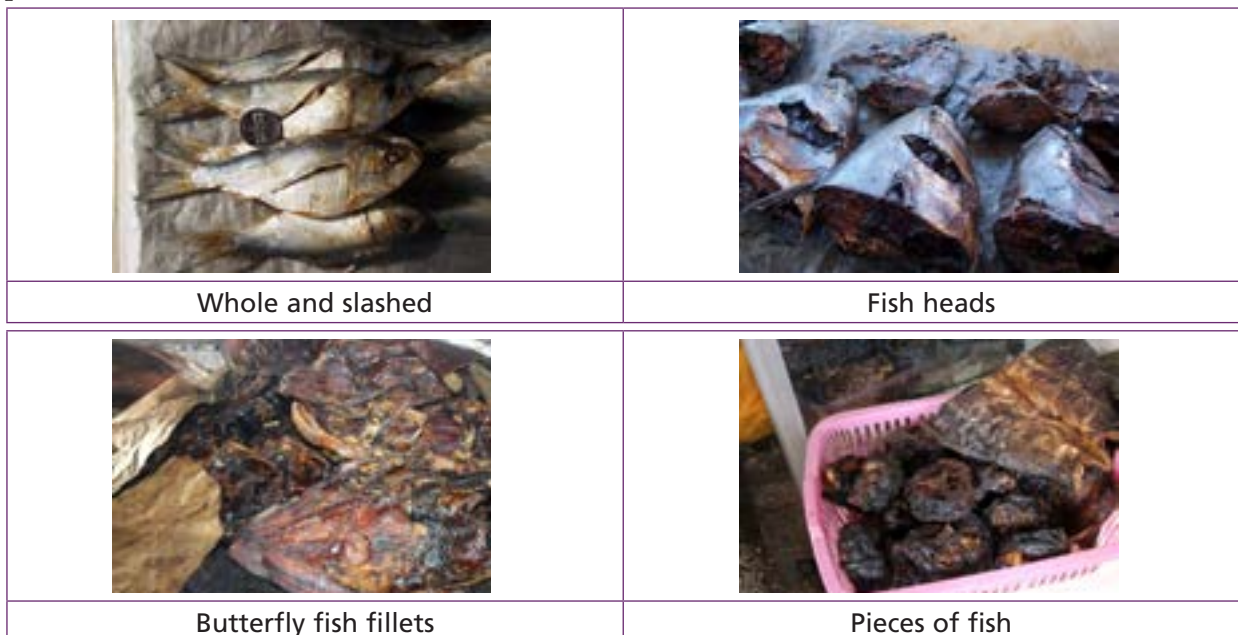 Whole and slashed
Fish heads
Butterfly fish fillets
Pieces of fish